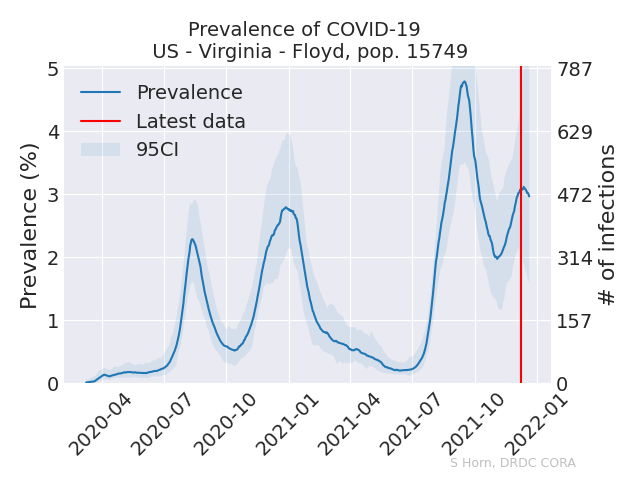 Prevalence of COVID-19
US - Virginia - Floyd, pop. 15749
Prevalence
Latest data
95CI
Prevalence (%)
5
4
3
2
1
0
787
629
472
314
157
0
# of infections
2020-04
2020-07
2020-10
2021-01
2021-04
2021-07
2021-10
2022-01
S Horn, DRDC CORA